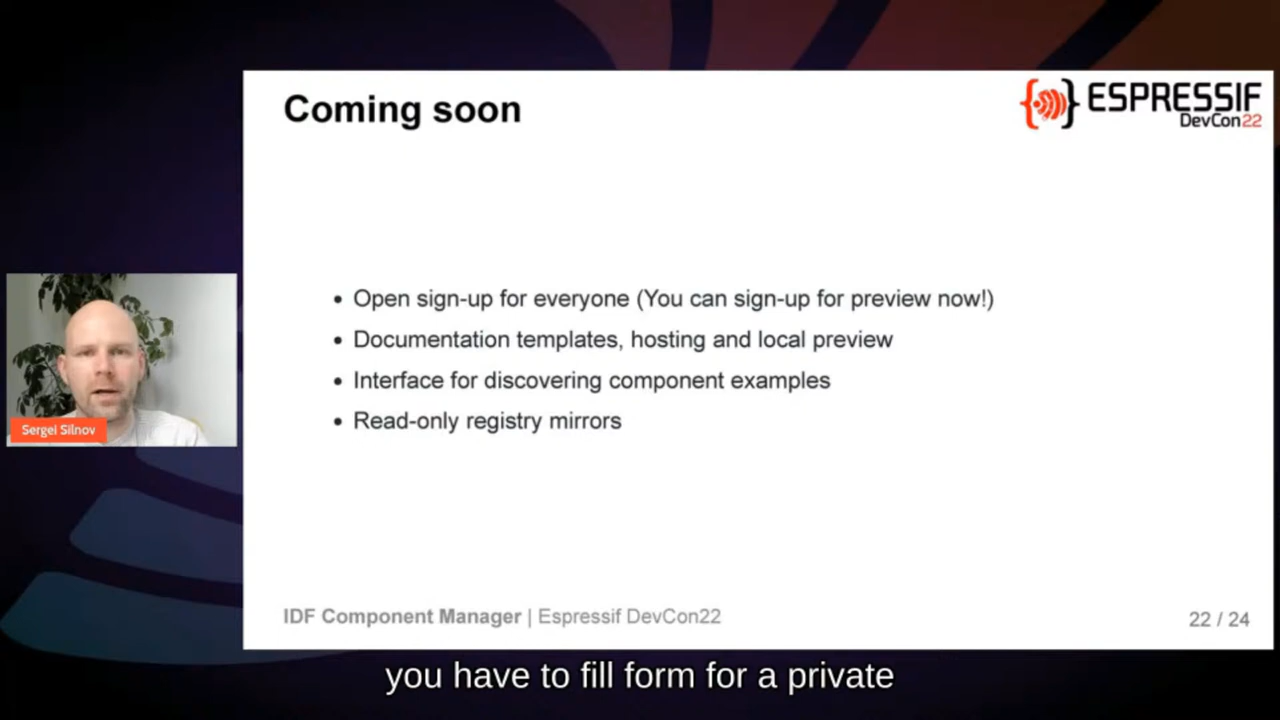 Coming soon
ESPRESSIF
DevCon22
• Open sign-up for everyone (You can sign-up for preview now!)
• Documentation templates, hosting and local preview
• Interface for discovering component examples
• Read-only registry mirrors
Sergei Silnov
IDF Component Manager | Espressif DevCon22
22 / 24
you have to fill form for a private